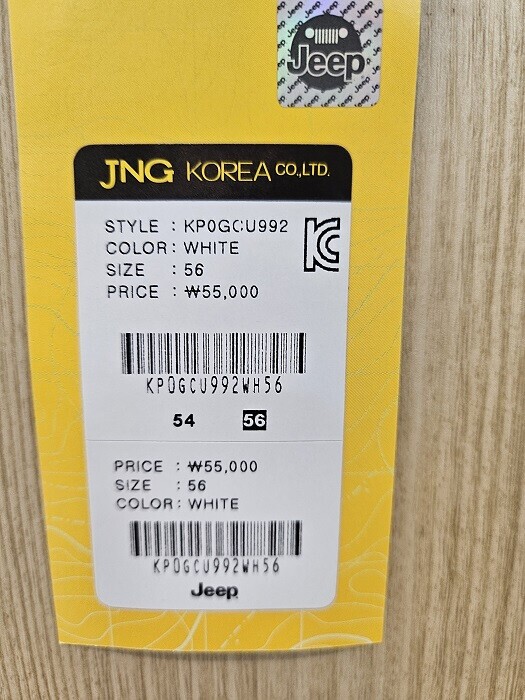 Jeep
JNG KOREA CO.,LTD.
STYLE : KP0GCU992
COLOR : WHITE
SIZE : 56
PRICE : ₩55,000
KP0GCU992WH56
54 56
PRICE : ₩55,000
SIZE : 56
COLOR : WHITE
KP0GCU992WH56
Jeep